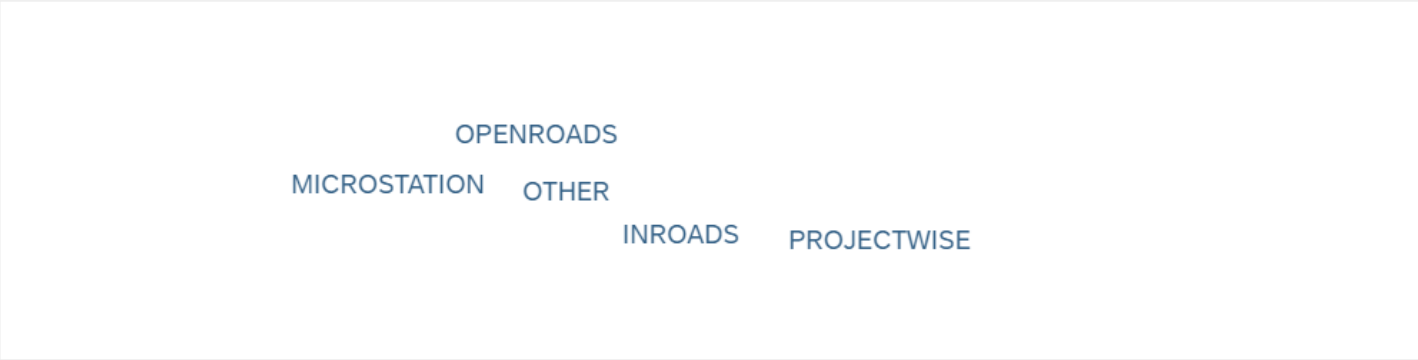 OPENROADS
MICROSTATION
OTHER
INROADS
PROJECTWISE